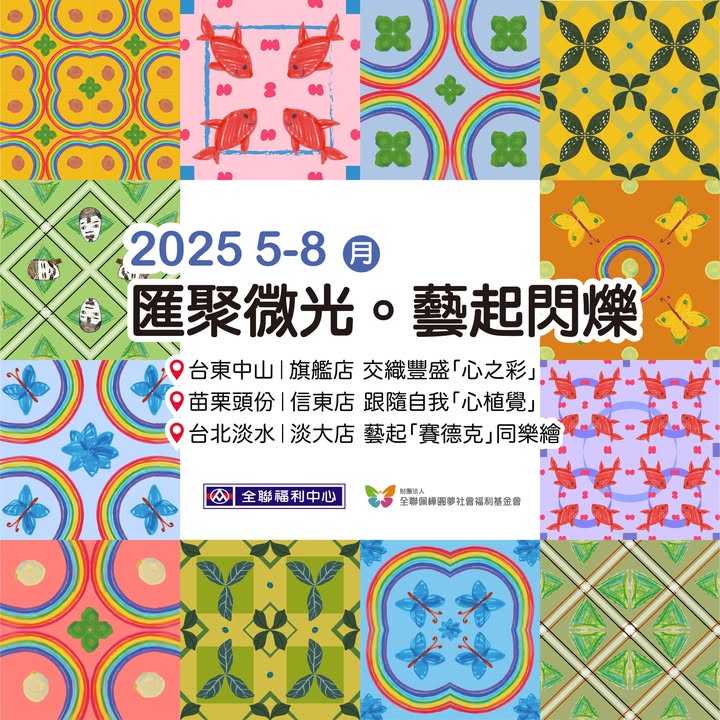 2025 5-8 月
匯聚微光。藝起閃爍
台東中山|旗艦店 交織豐盛「心之彩」
苗栗頭份|信東店 跟隨自我「心植覺」
台北淡水|淡大店 藝起「賽德克」同樂繪
全聯福利中心
財團法人
全聯佩樺圓夢社會福利基金會